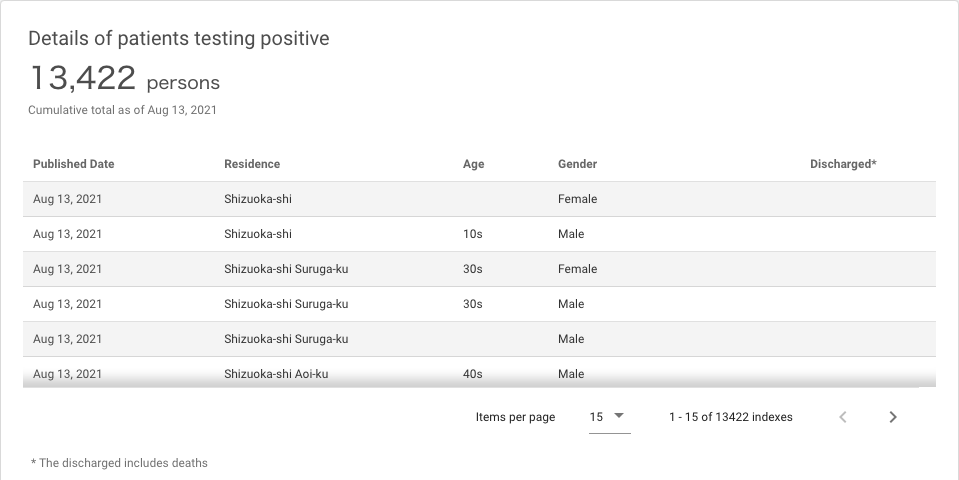 Details of patients testing positive
13,422 persons
Cumulative total as of Aug 13, 2021
Published Date Residence Age Gender Discharged*
Aug 13, 2021 Shizuoka-shi Female
Aug 13, 2021 Shizuoka-shi 10s Male
Aug 13, 2021 Shizuoka-shi Suruga-ku 30s Female
Aug 13, 2021 Shizuoka-shi Suruga-ku 30s Male
Aug 13, 2021 Shizuoka-shi Suruga-ku Male
Aug 13, 2021 Shizuoka-shi Aoi-ku 40s Male
Items per page 15 1 - 15 of 13422 indexes
* The discharged includes deaths